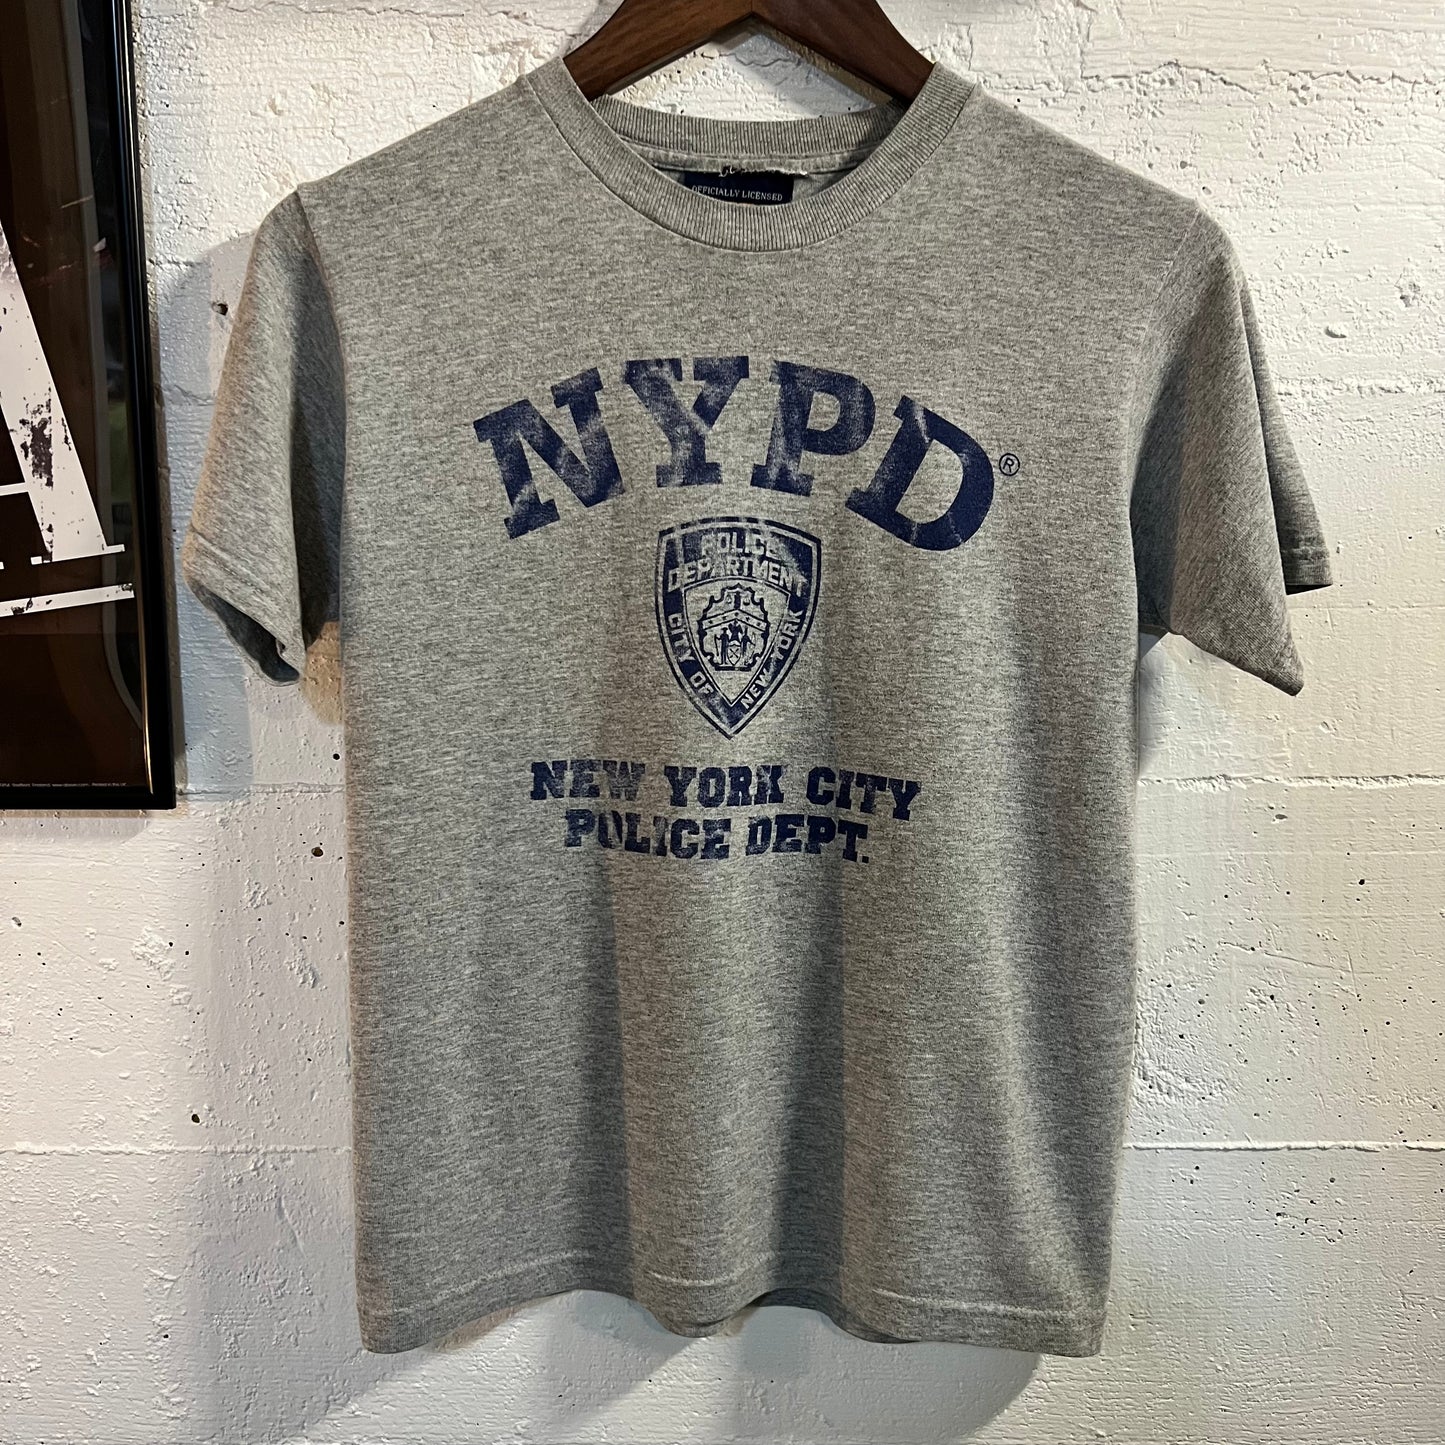 OFFICIALLY LICENSED
NYPD®
POLICE
DEPARTMENT
CITY OF
NEW YORK
NEW YORK CITY
POLICE DEPT.